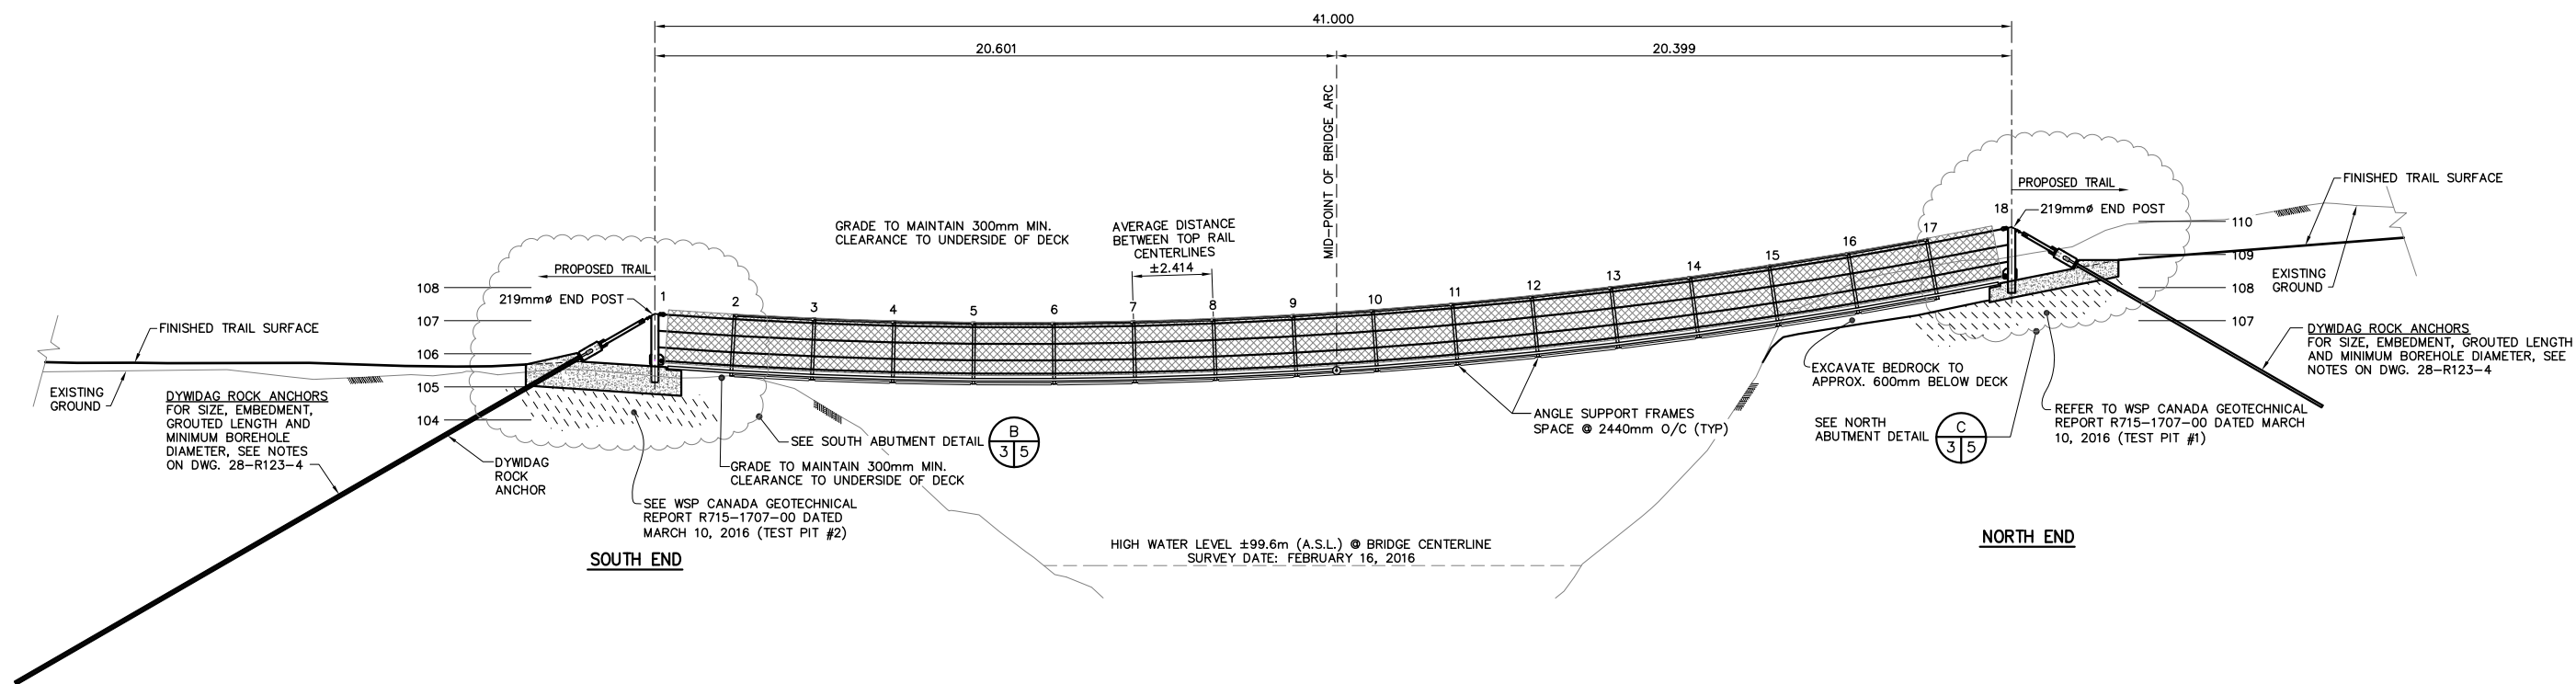 41.000
20.601
20.399
MID-POINT OF BRIDGE ARC
GRADE TO MAINTAIN 300mm MIN.
CLEARANCE TO UNDERSIDE OF DECK
AVERAGE DISTANCE
BETWEEN TOP RAIL
CENTERLINES
±2.414
PROPOSED TRAIL
219mmø END POST
108
107
106
105
104
FINISHED TRAIL SURFACE
EXISTING
GROUND
DYWIDAG ROCK ANCHORS
FOR SIZE, EMBEDMENT,
GROUTED LENGTH AND
MINIMUM BOREHOLE
DIAMETER, SEE NOTES
ON DWG. 28-R123-4
DYWIDAG
ROCK
ANCHOR
1
2
3
4
5
6
7
8
9
10
11
12
13
14
15
16
17
18
SEE SOUTH ABUTMENT DETAIL
B
3 5
GRADE TO MAINTAIN 300mm MIN.
CLEARANCE TO UNDERSIDE OF DECK
SEE WSP CANADA GEOTECHNICAL
REPORT R715-1707-00 DATED
MARCH 10, 2016 (TEST PIT #2)
SOUTH END
HIGH WATER LEVEL ±99.6m (A.S.L.) @ BRIDGE CENTERLINE
SURVEY DATE: FEBRUARY 16, 2016
ANGLE SUPPORT FRAMES
SPACE @ 2440mm O/C (TYP)
EXCAVATE BEDROCK TO
APPROX. 600mm BELOW DECK
SEE NORTH
ABUTMENT DETAIL
C
3 5
REFER TO WSP CANADA GEOTECHNICAL
REPORT R715-1707-00 DATED MARCH
10, 2016 (TEST PIT #1)
NORTH END
PROPOSED TRAIL
219mmø END POST
110
109
108
107
FINISHED TRAIL SURFACE
EXISTING
GROUND
DYWIDAG ROCK ANCHORS
FOR SIZE, EMBEDMENT, GROUTED LENGTH
AND MINIMUM BOREHOLE DIAMETER, SEE
NOTES ON DWG. 28-R123-4